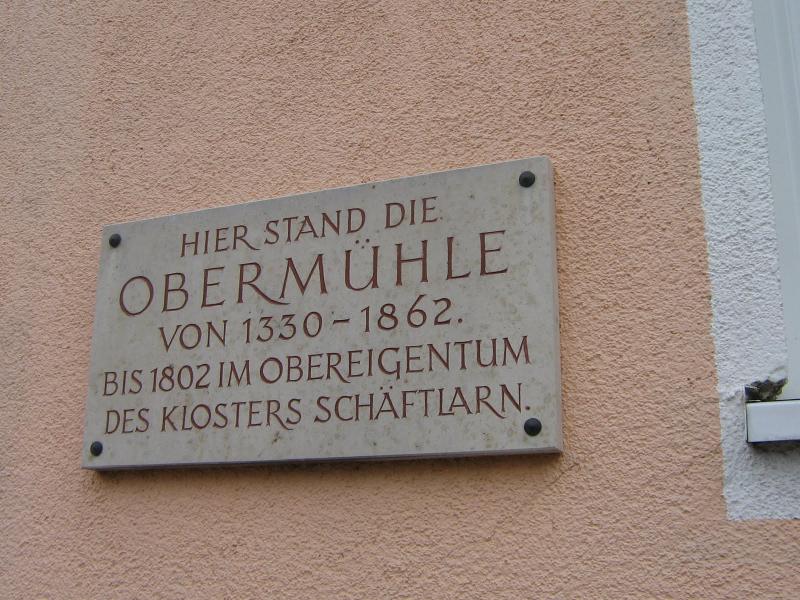 HIER STAND DIE
OBERMÜHLE
VON 1330 – 1862.
BIS 1802 IM OBEREIGENTUM
DES KLOSTERS SCHÄFTLARN.